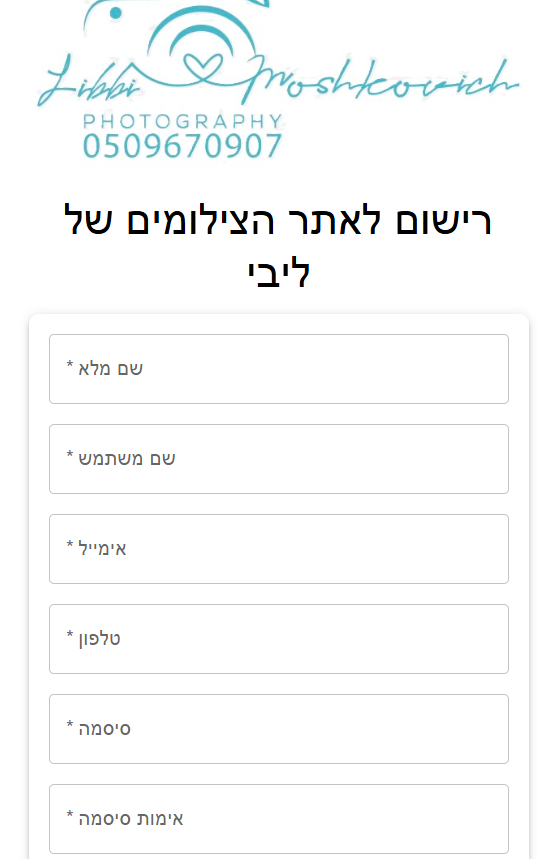 Libbi Moshkovich
PHOTOGRAPHY
0509670907
רישום לאתר הצילומים של
ליבי
שם מלא *
שם משתמש *
אימייל *
טלפון *
סיסמה *
אימות סיסמה *